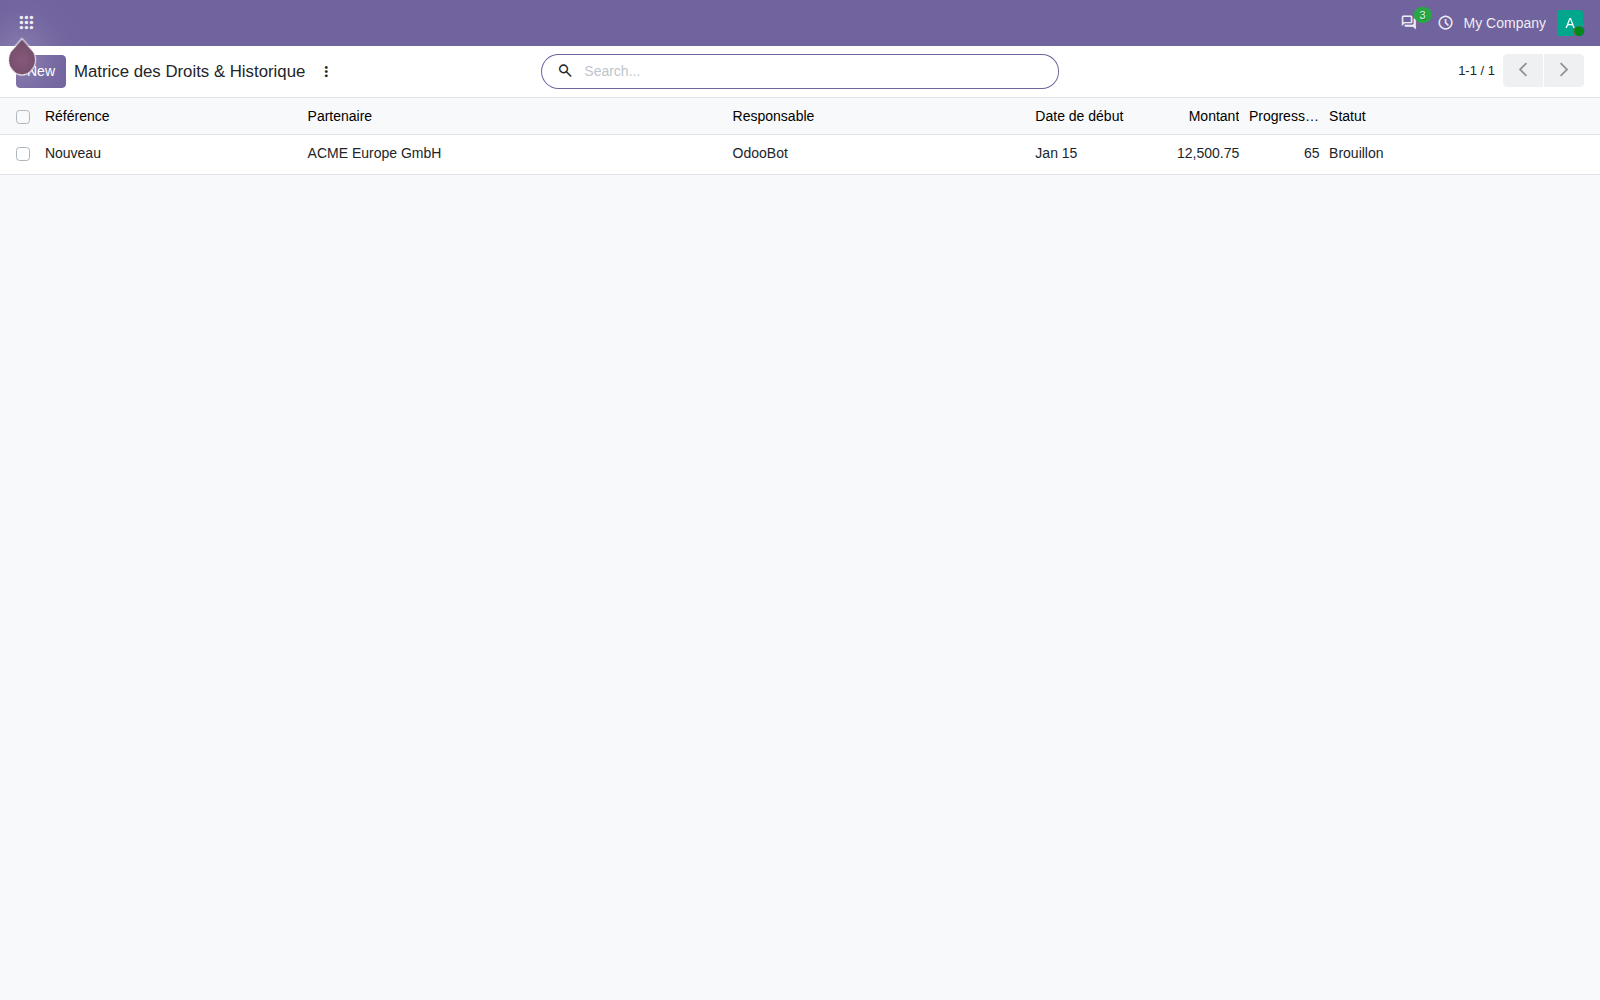 3 My Company A
New Matrice des Droits & Historique Search... 1-1 / 1
Référence Partenaire Responsable Date de début Montant Progress… Statut
Nouveau ACME Europe GmbH OdooBot Jan 15 12,500.75 65 Brouillon